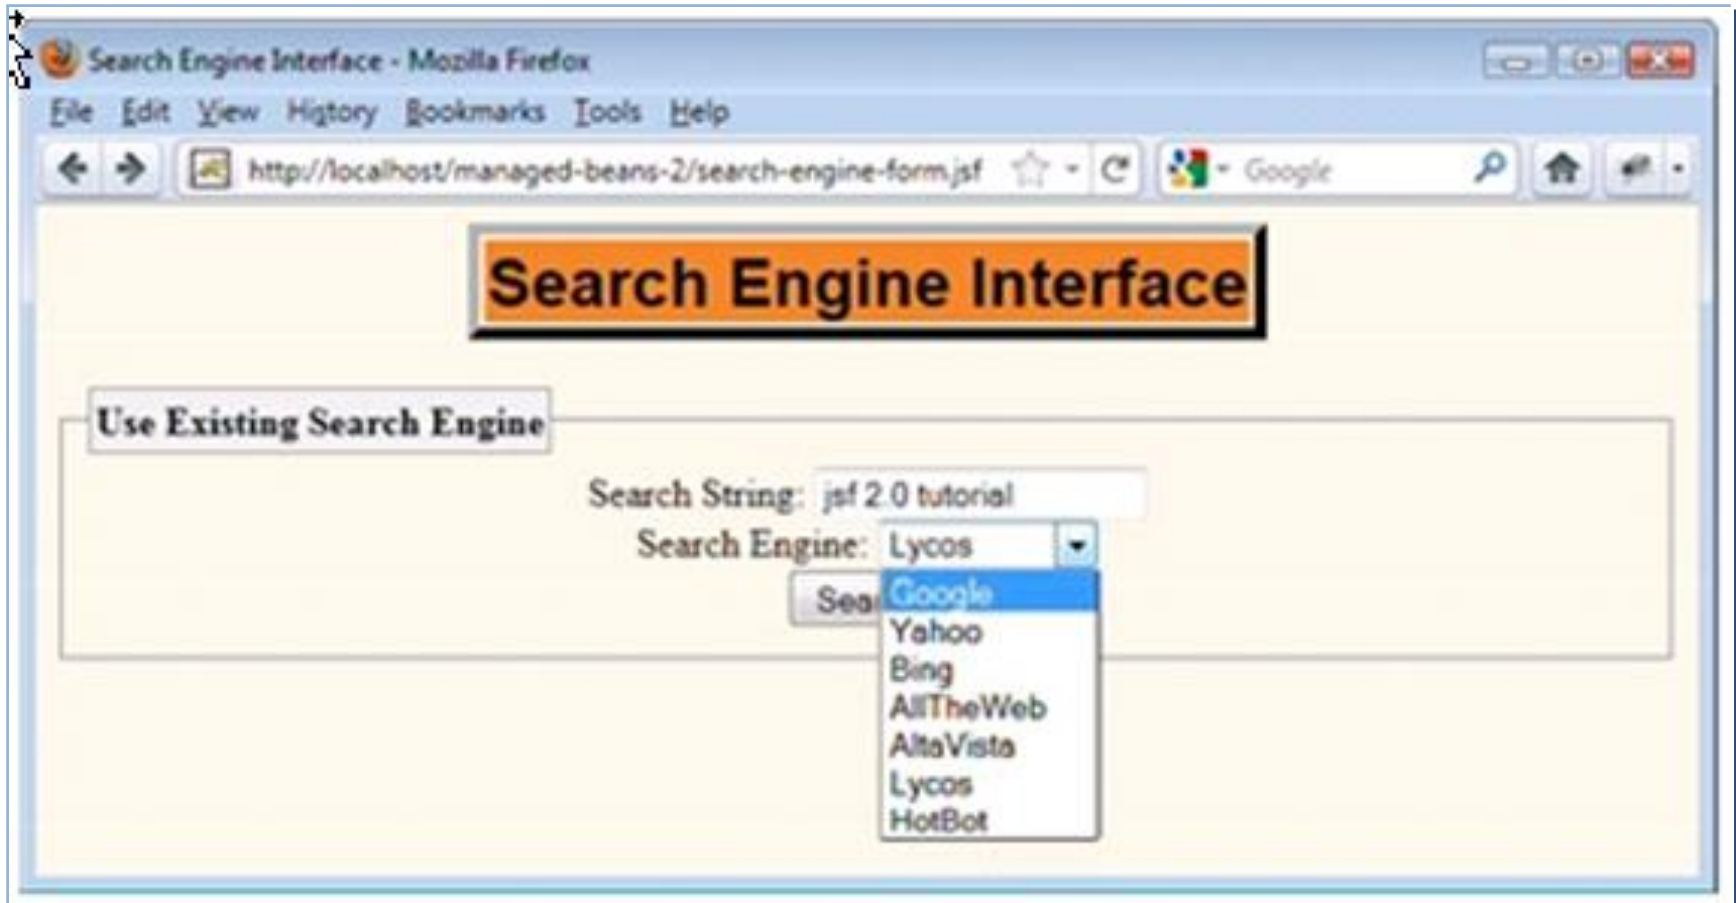 Search Engine Interface - Mozilla Firefox
File Edit View History Bookmarks Tools Help
http://localhost/managed-beans-2/search-engine-form.jsf Google
Search Engine Interface
Use Existing Search Engine
Search String: jsf 2.0 tutorial
Search Engine: Lycos
Sear
Google
Yahoo
Bing
AllTheWeb
AltaVista
Lycos
HotBot